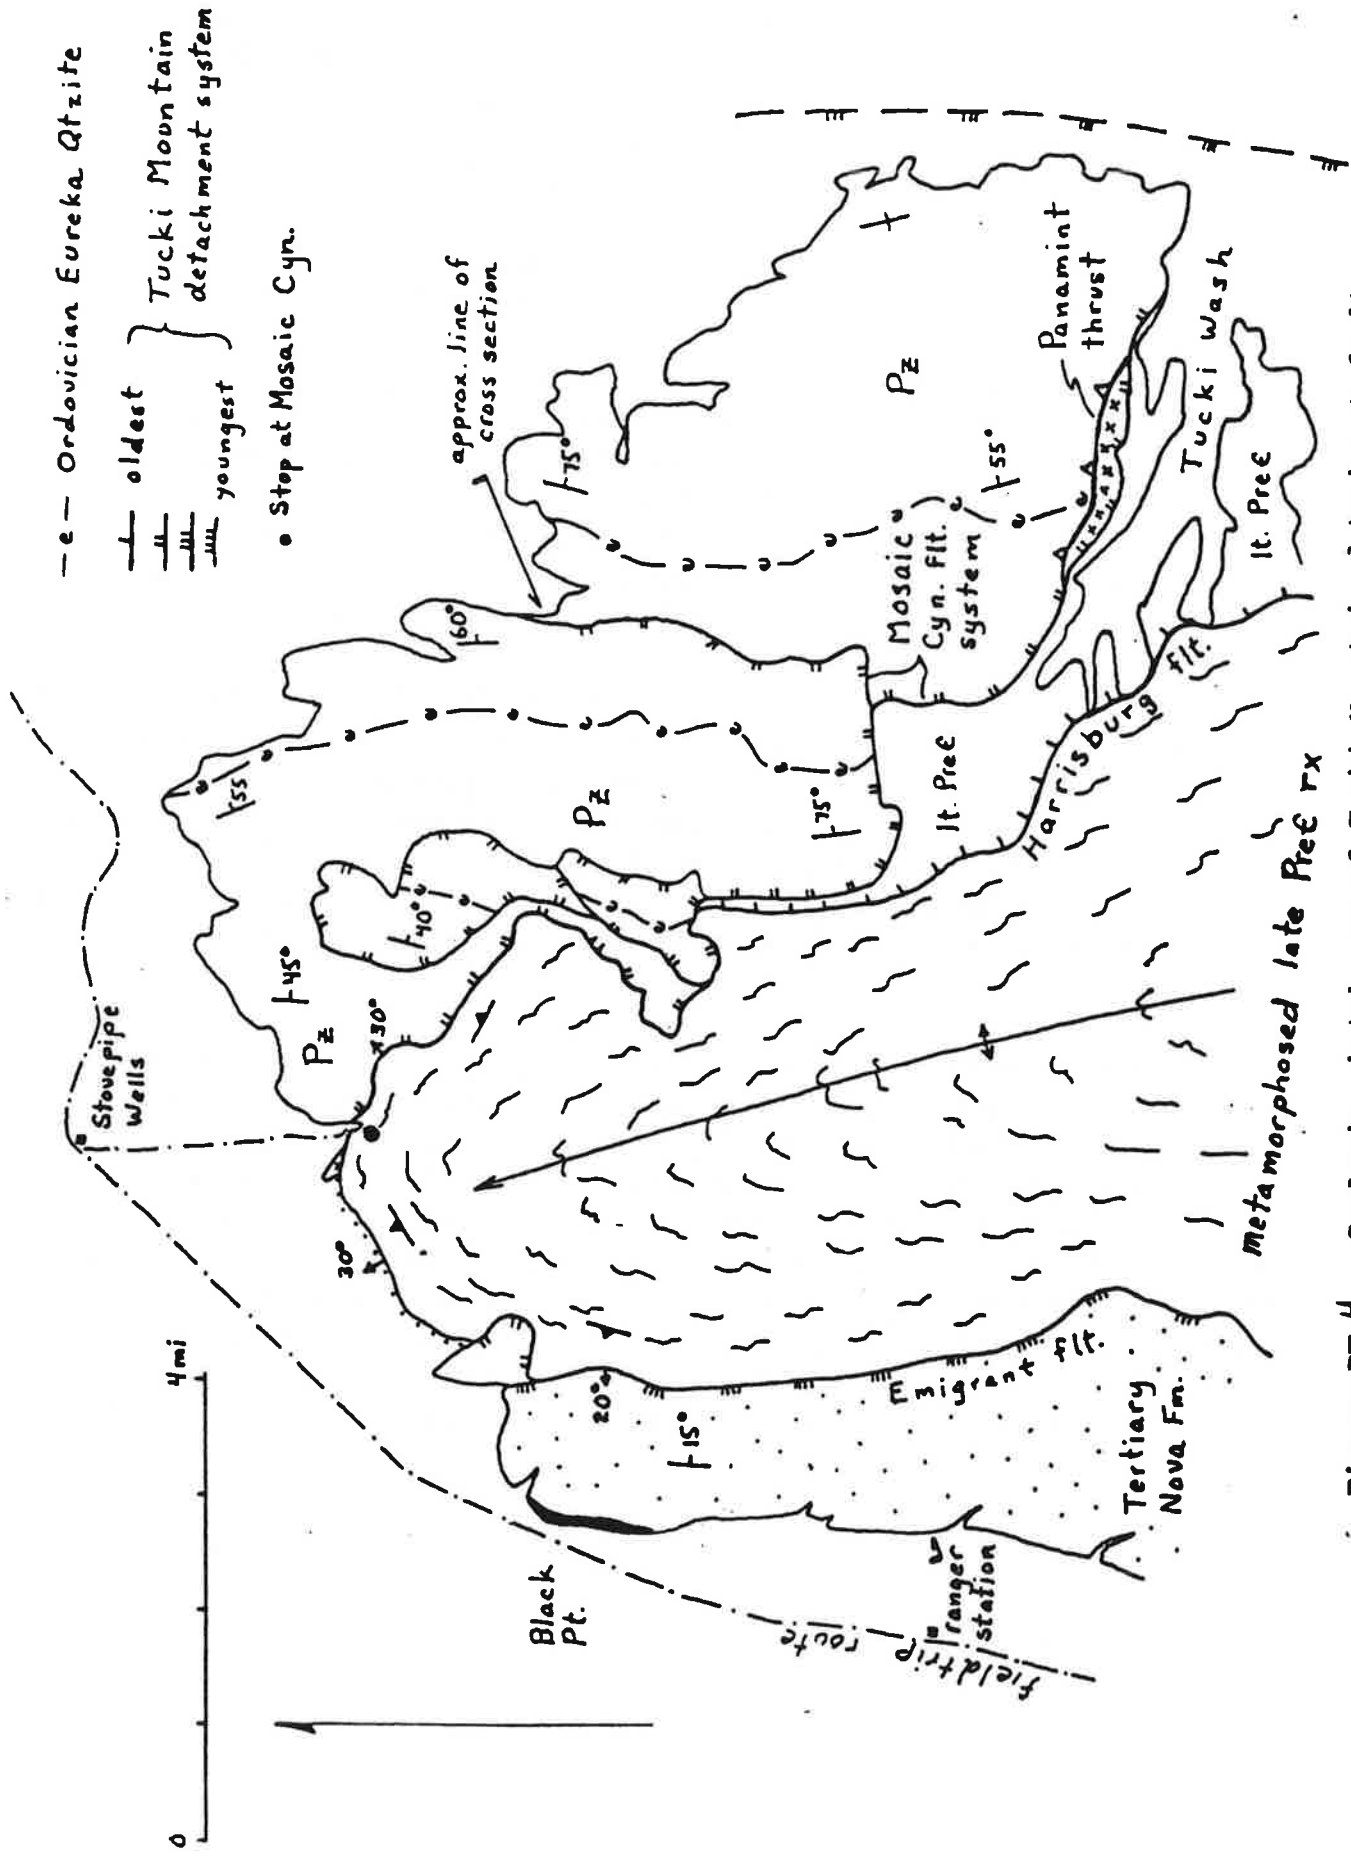 – e – Ordovician Eureka Qtzite
oldest
youngest
Tucki Mountain
detachment system
• Stop at Mosaic Cyn.
approx. line of
cross section
Stovepipe
Wells
55
45°
Pz
30°
40°
60°
75°
Pz
75°
Pz
55°
Panamint
thrust
Mosaic
Cyn. flt.
system
Tucki Wash
lt. PreЄ
lt. PreЄ
Harrisburg flt.
metamorphosed late PreЄ rx
30°
20°
15°
Emigrant flt.
Tertiary
Nova Fm.
Black
Pt.
ranger
station
field trip route
0
4mi